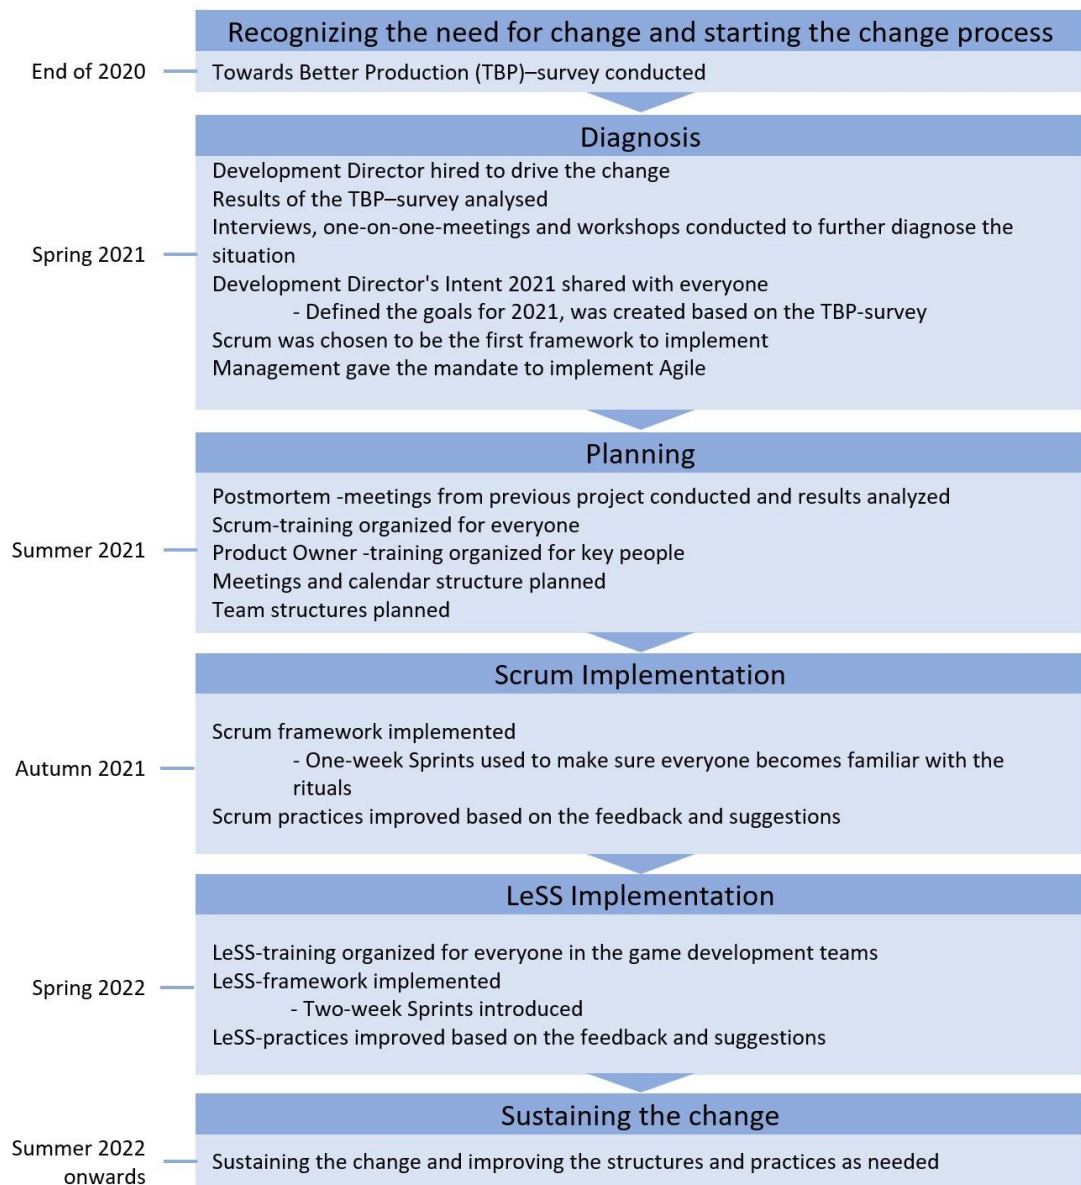 Recognizing the need for change and starting the change process
End of 2020
Towards Better Production (TBP)–survey conducted
Diagnosis
Spring 2021
Development Director hired to drive the change
Results of the TBP–survey analysed
Interviews, one-on-one-meetings and workshops conducted to further diagnose the
situation
Development Director's Intent 2021 shared with everyone
- Defined the goals for 2021, was created based on the TBP-survey
Scrum was chosen to be the first framework to implement
Management gave the mandate to implement Agile
Planning
Summer 2021
Postmortem -meetings from previous project conducted and results analyzed
Scrum-training organized for everyone
Product Owner -training organized for key people
Meetings and calendar structure planned
Team structures planned
Scrum Implementation
Autumn 2021
Scrum framework implemented
- One-week Sprints used to make sure everyone becomes familiar with the
rituals
Scrum practices improved based on the feedback and suggestions
LeSS Implementation
Spring 2022
LeSS-training organized for everyone in the game development teams
LeSS-framework implemented
- Two-week Sprints introduced
LeSS-practices improved based on the feedback and suggestions
Sustaining the change
Summer 2022
onwards
Sustaining the change and improving the structures and practices as needed